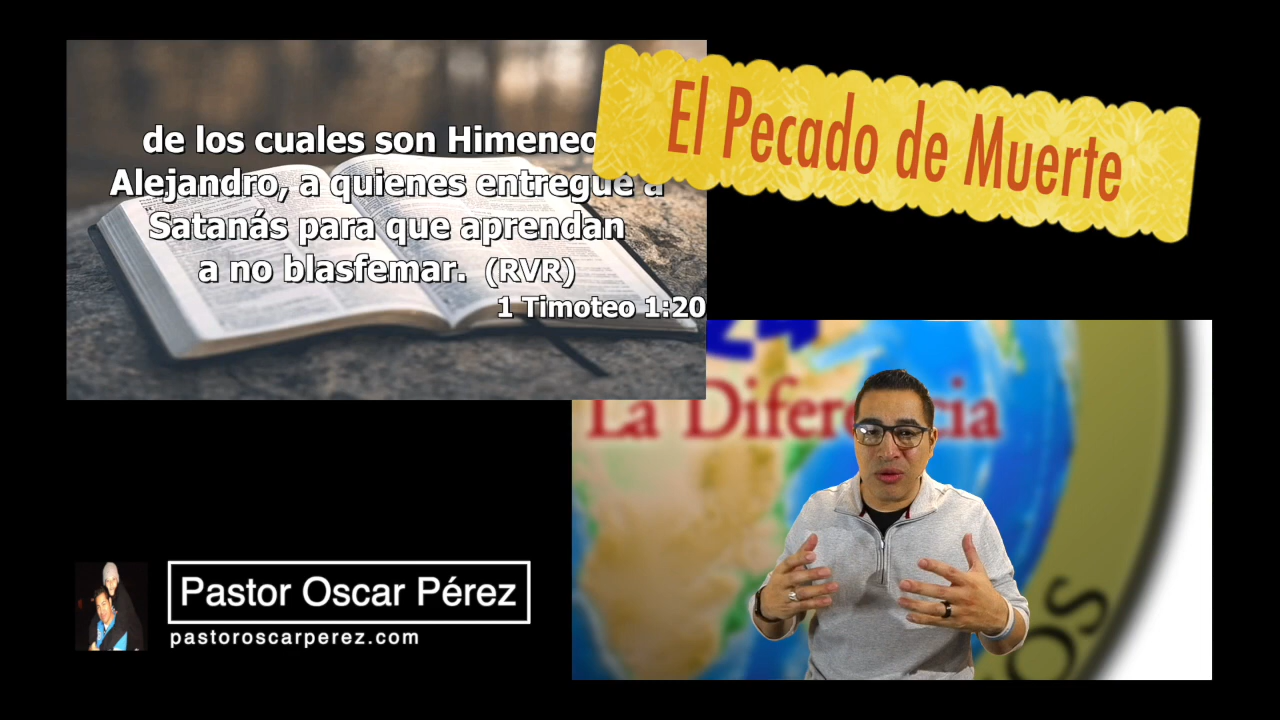 de los cuales son Himeneo
Alejandro, a quienes entregué a
Satanás para que aprendan
a no blasfemar. (RVR)
1 Timoteo 1:20
El Pecado de Muerte
La Diferencia
OS
Pastor Oscar Pérez
pastoroscarperez.com